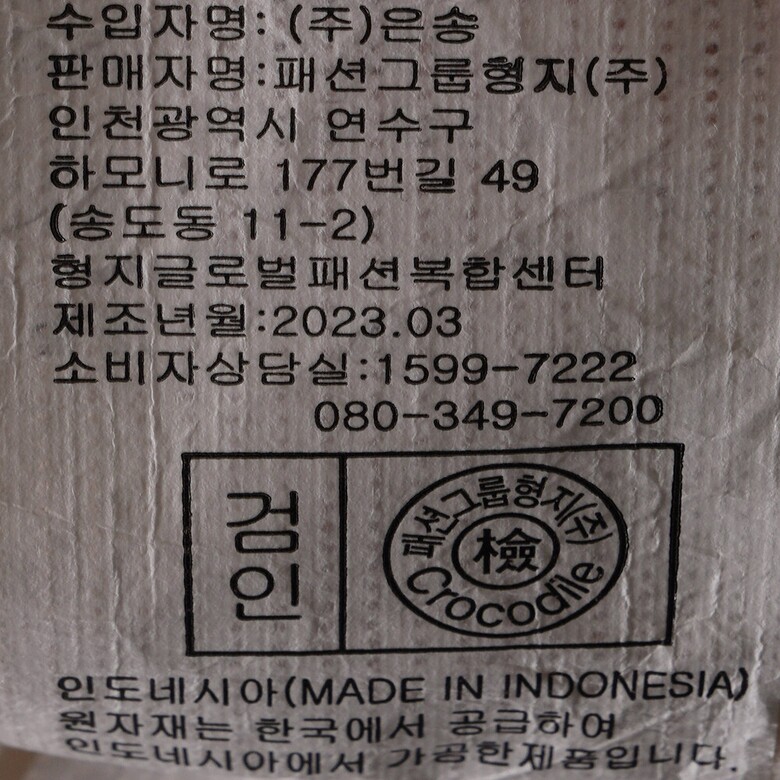 수입자명: (주)은송
판매자명:패션그룹형지(주)
인천광역시 연수구
하모니로 177번길 49
(송도동 11-2)
형지글로벌패션복합센터
제조년월:2023.03
소비자상담실:1599-7222
080-349-7200
검인
패션그룹형지(주)
檢
Crocodile
인도네시아(MADE IN INDONESIA)
원자재는 한국에서 공급하여
인도네시아에서 가공한제품입니다.